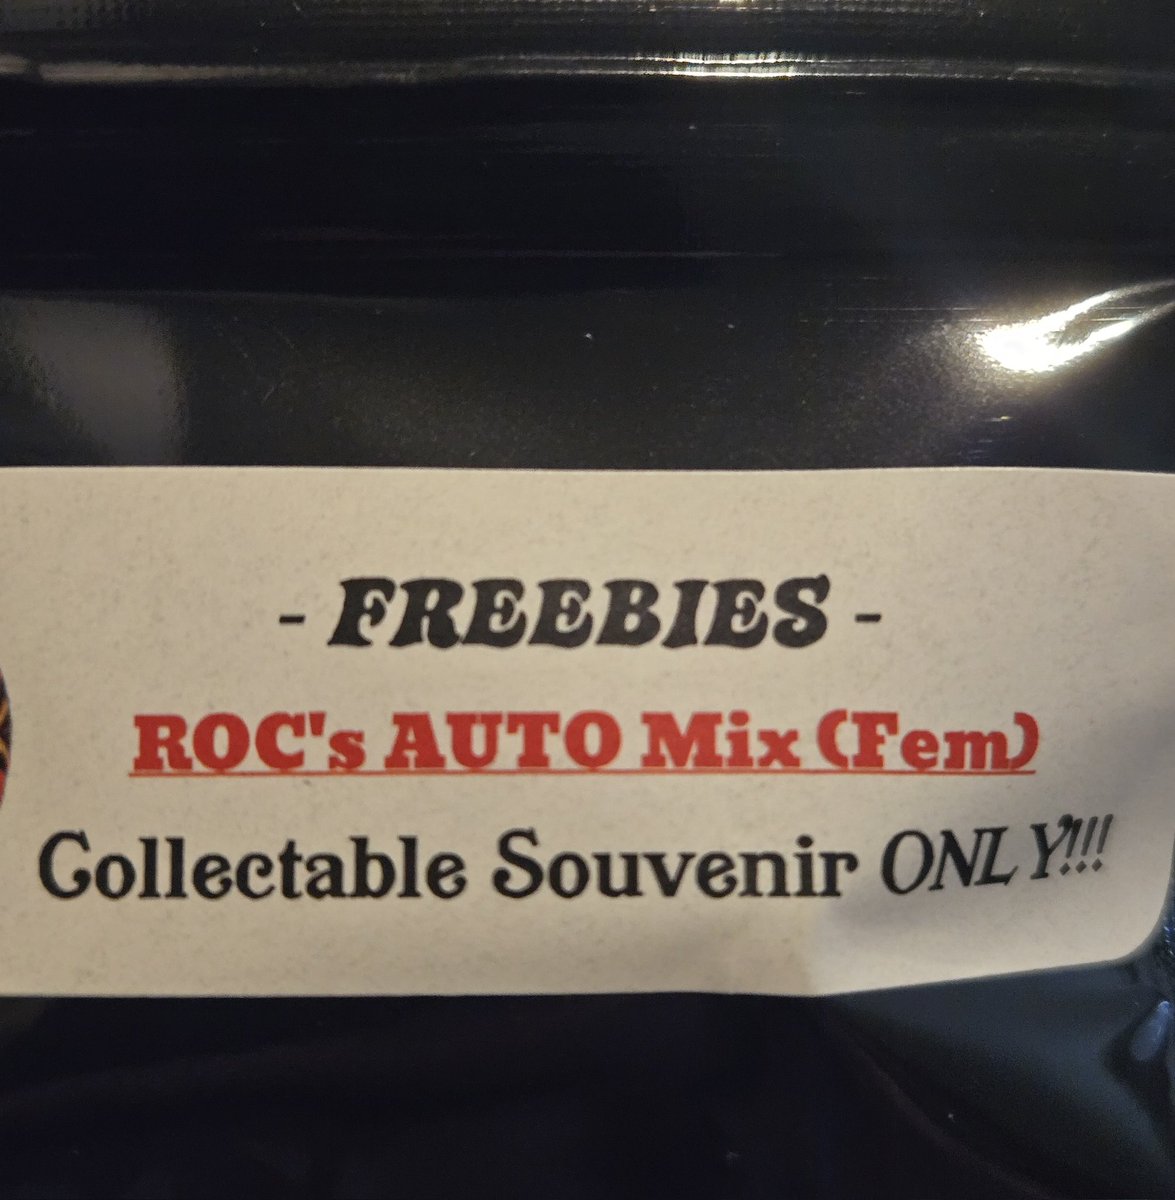 - FREEBIES -
ROC's AUTO Mix (Fem)
Collectable Souvenir ONLY!!!